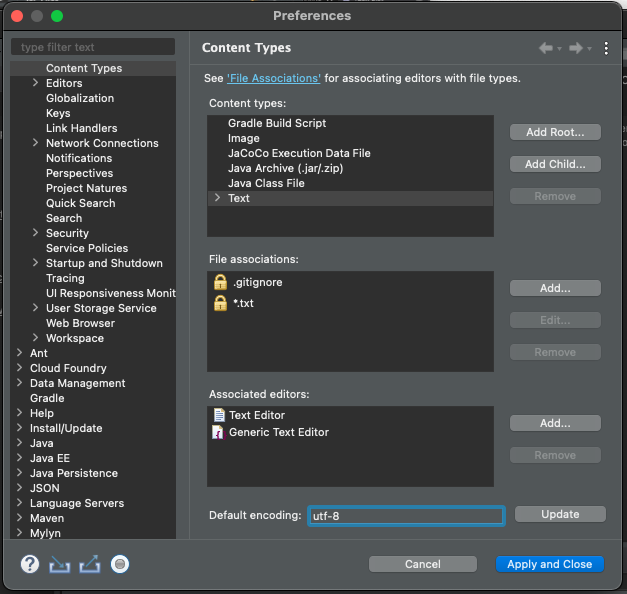 Preferences
type filter text
Content Types
Editors
Globalization
Keys
Link Handlers
Network Connections
Notifications
Perspectives
Project Natures
Quick Search
Search
Security
Service Policies
Startup and Shutdown
Tracing
UI Responsiveness Monit
User Storage Service
Web Browser
Workspace
Ant
Cloud Foundry
Data Management
Gradle
Help
Install/Update
Java
Java EE
Java Persistence
JSON
Language Servers
Maven
Mylyn
Content Types
See 'File Associations' for associating editors with file types.
Content types:
Gradle Build Script
Image
JaCoCo Execution Data File
Java Archive (.jar/.zip)
Java Class File
Text
Add Root...
Add Child...
Remove
File associations:
.gitignore
*.txt
Add...
Edit...
Remove
Associated editors:
Text Editor
Generic Text Editor
Add...
Remove
Default encoding: utf-8 Update
? Cancel Apply and Close